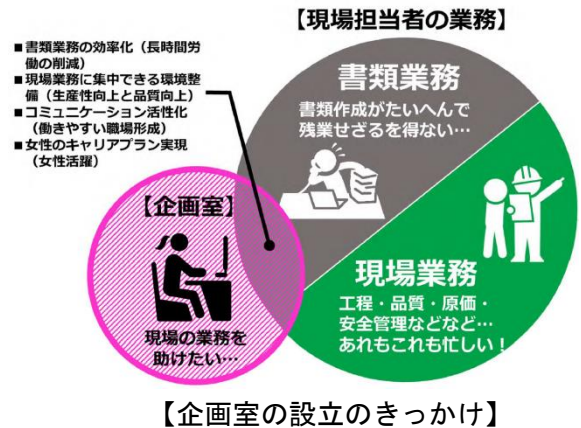 【現場担当者の業務】
■書類業務の効率化（長時間労
働の削減）
■現場業務に集中できる環境整
備（生産性向上と品質向上）
■コミュニケーション活性化
（働きやすい職場形成）
■女性のキャリアプラン実現
（女性活躍）
書類業務
書類作成がたいへんで
残業せざるを得ない…
【企画室】
現場の業務を
助けたい…
現場業務
工程・品質・原価・
安全管理などなど…
あれもこれも忙しい！
【企画室の設立のきっかけ】